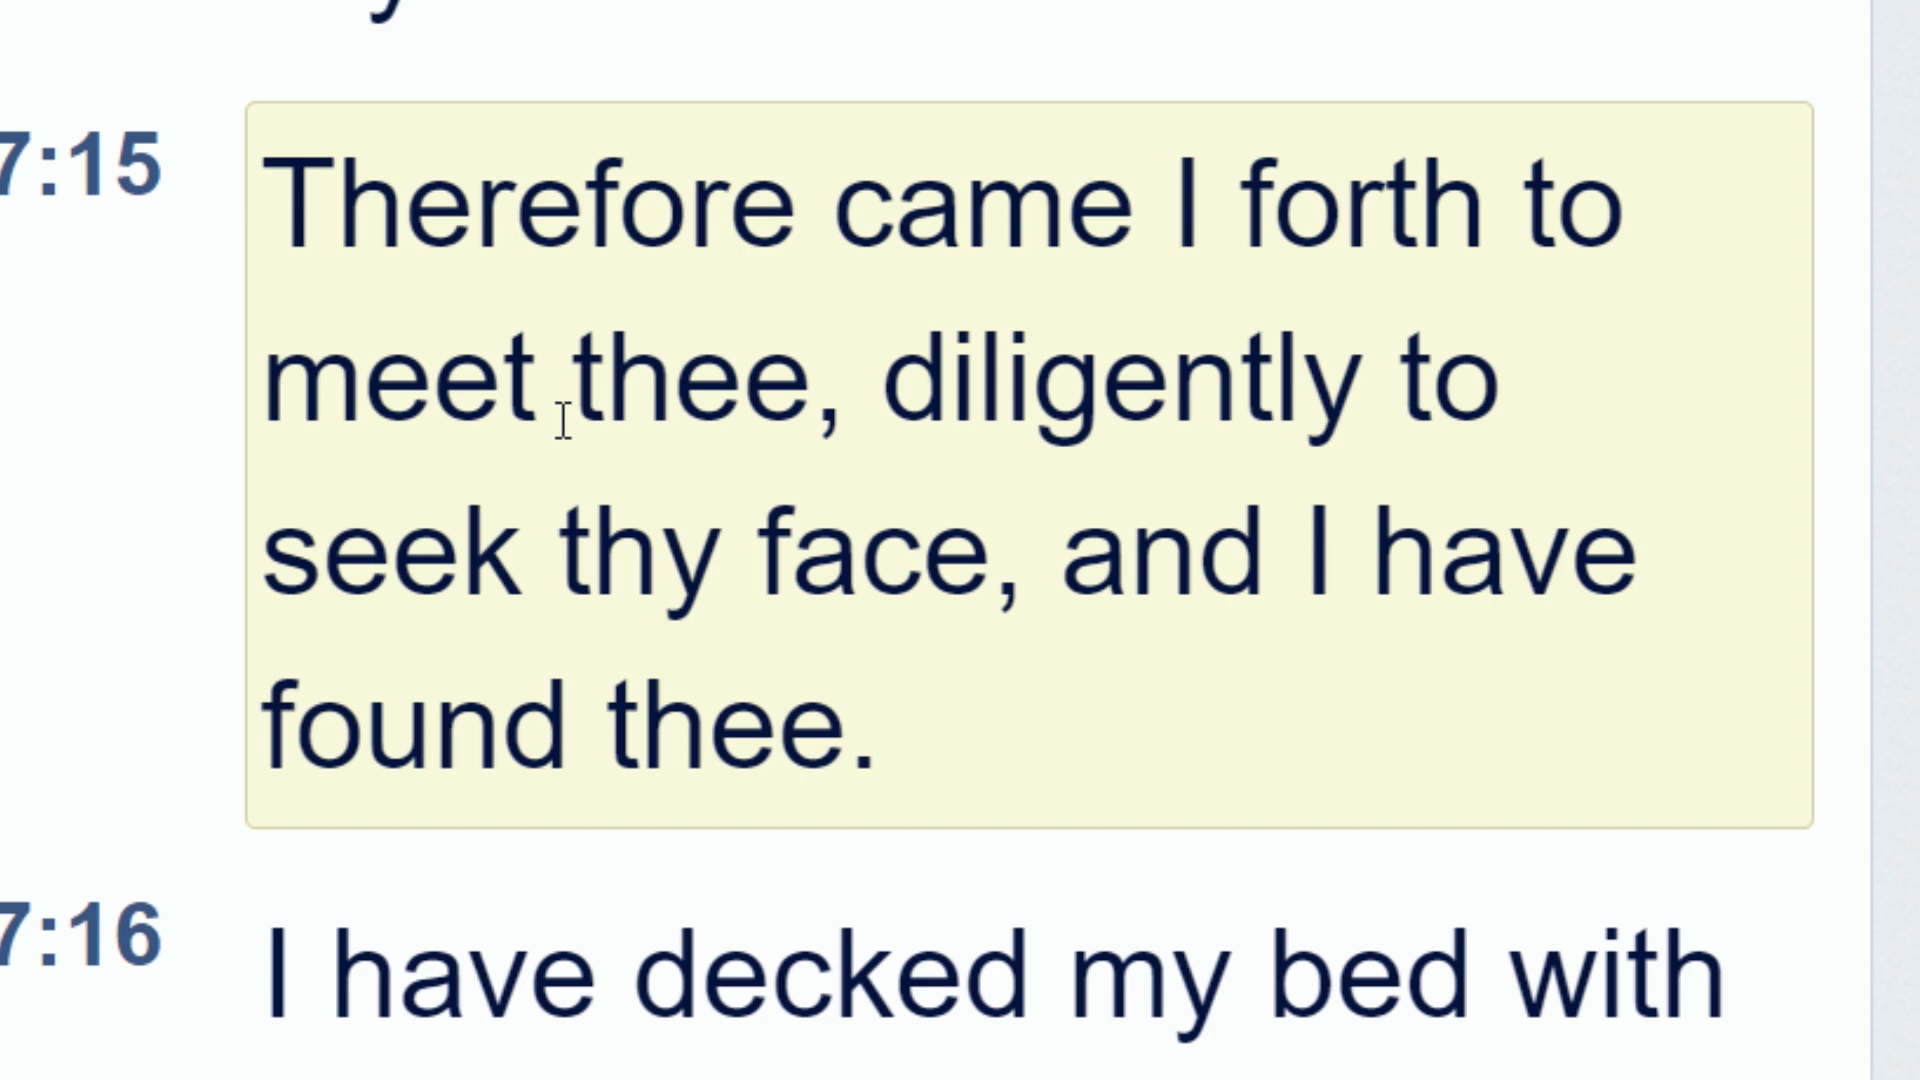 7:15 Therefore came I forth to
meet thee, diligently to
seek thy face, and I have
found thee.
7:16 I have decked my bed with